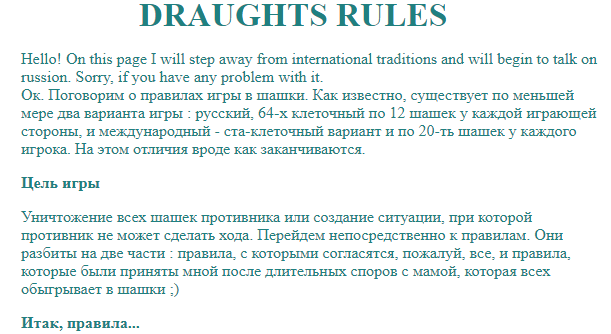 DRAUGHTS RULES
Hello! On this page I will step away from international traditions and will begin to talk on
russion. Sorry, if you have any problem with it.
Ок. Поговорим о правилах игры в шашки. Как известно, существует по меньшей
мере два варианта игры : русский, 64-х клеточный по 12 шашек у каждой играющей
стороны, и международный - ста-клеточный вариант и по 20-ть шашек у каждого
игрока. На этом отличия вроде как заканчиваются.
Цель игры
Уничтожение всех шашек противника или создание ситуации, при которой
противник не может сделать хода. Перейдем непосредственно к правилам. Они
разбиты на две части : правила, с которыми согласятся, пожалуй, все, и правила,
которые были приняты мной после длительных споров с мамой, которая всех
обыгрывает в шашки ;)
Итак, правила...